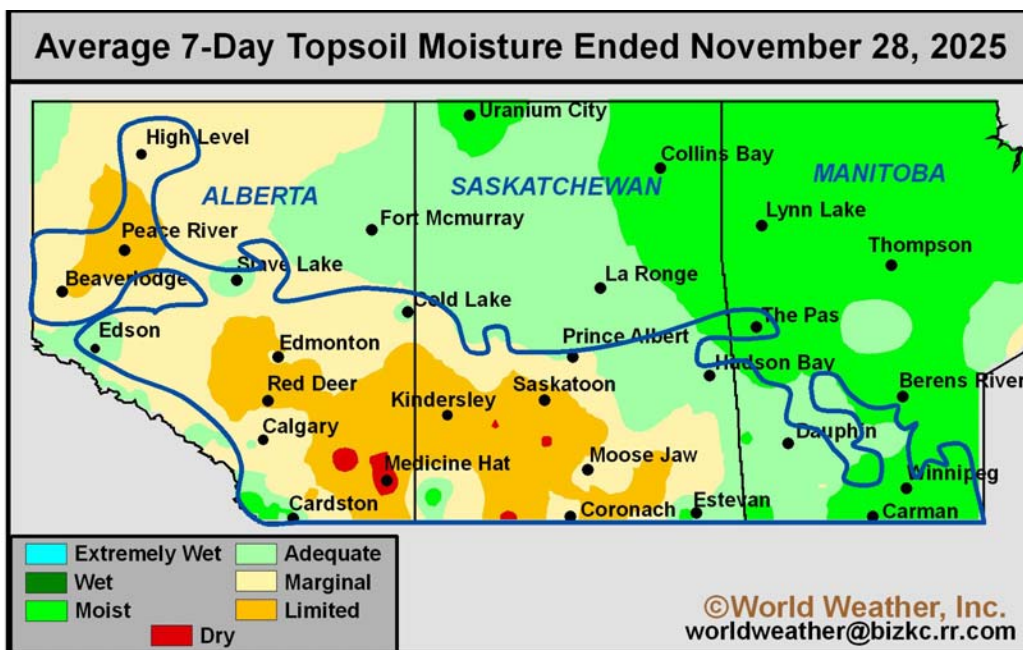 Average 7-Day Topsoil Moisture Ended November 28, 2025
Uranium City
High Level
Collins Bay
ALBERTA
SASKATCHEWAN
MANITOBA
Fort Mcmurray
Lynn Lake
Peace River
Thompson
Slave Lake
Beaverlodge
La Ronge
Cold Lake
The Pas
Edson
Prince Albert
Edmonton
Hudson Bay
Red Deer
Saskatoon
Berens River
Kindersley
Calgary
Dauphin
Moose Jaw
Medicine Hat
Winnipeg
Cardston
Coronach
Estevan
Carman
Extremely Wet
Adequate
Wet
Marginal
Moist
Limited
Dry
©World Weather, Inc.
worldweather@bizkc.rr.com